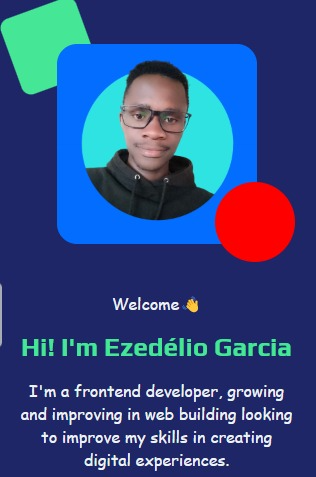 Welcome 👋
Hi! I'm Ezedélio Garcia
I'm a frontend developer, growing
and improving in web building looking
to improve my skills in creating
digital experiences.